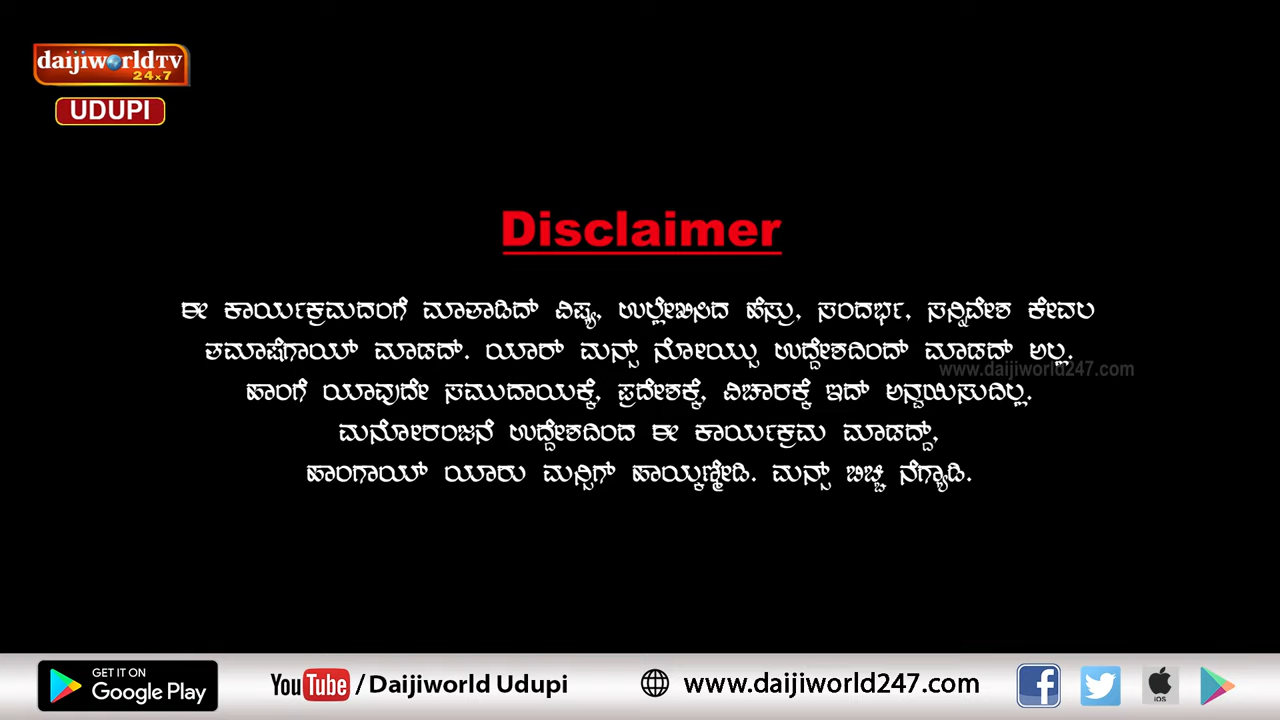 daijiworldTV
24x7
UDUPI
Disclaimer
ಈ ಕಾರ್ಯಕ್ರಮದಂಗೆ ಮಾತಾಡಿದ್ ವಿಷ್ಯ, ಉಲ್ಲೇಖಿಸಿದ ಹೆಸ್ರು, ಸಂದರ್ಭ, ಸನ್ನಿವೇಶ ಕೇವಲ
ತಮಾಷೆಗಾಯ್ ಮಾಡದ್. ಯಾರ್ ಮನ್ಸ್ ನೋಯ್ಸು ಉದ್ದೇಶದಿಂದ್ ಮಾಡದ್ ಅಲ್ಲ.
www.daijiworld247.com
ಹಾಂಗೆ ಯಾವುದೇ ಸಮುದಾಯಕ್ಕೆ, ಪ್ರದೇಶಕ್ಕೆ, ವಿಚಾರಕ್ಕೆ ಇದ್ ಅನ್ವಯಿಸುದಿಲ್ಲ.
ಮನೋರಂಜನೆ ಉದ್ದೇಶದಿಂದ ಈ ಕಾರ್ಯಕ್ರಮ ಮಾಡದ್ದ್,
ಹಾಂಗಾಯ್ ಯಾರು ಮನ್ಸಿಗ್ ಹಾಯ್ಕಣ್ಬೇಡಿ. ಮನ್ಸ್ ಬಿಚ್ಚಿ ನೆಗ್ಯಾಡಿ.
GET IT ON
Google Play
YouTube / Daijiworld Udupi
www.daijiworld247.com
iOS